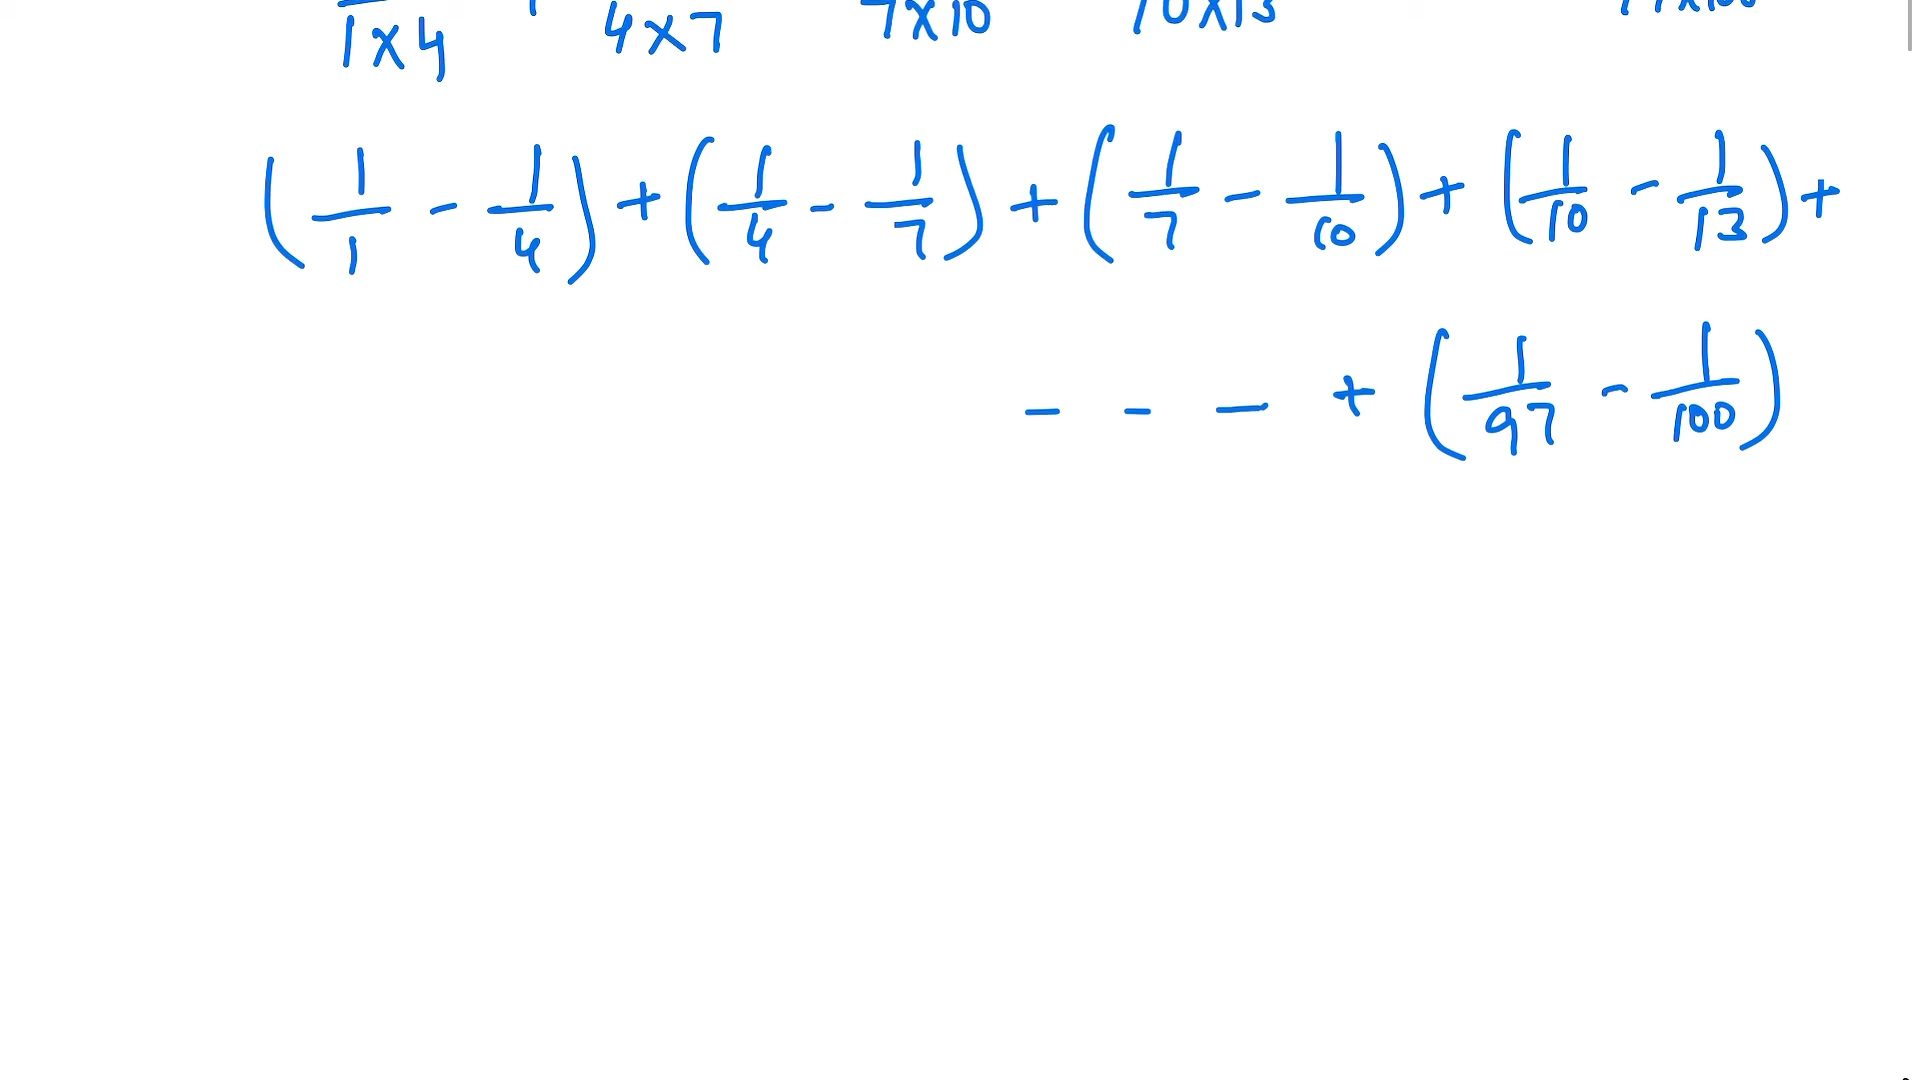 1x4 4x7 7x10 10x13
(1/1 - 1/4) + (1/4 - 1/7) + (1/7 - 1/10) + (1/10 - 1/13) +
- - - + (1/97 - 1/100)